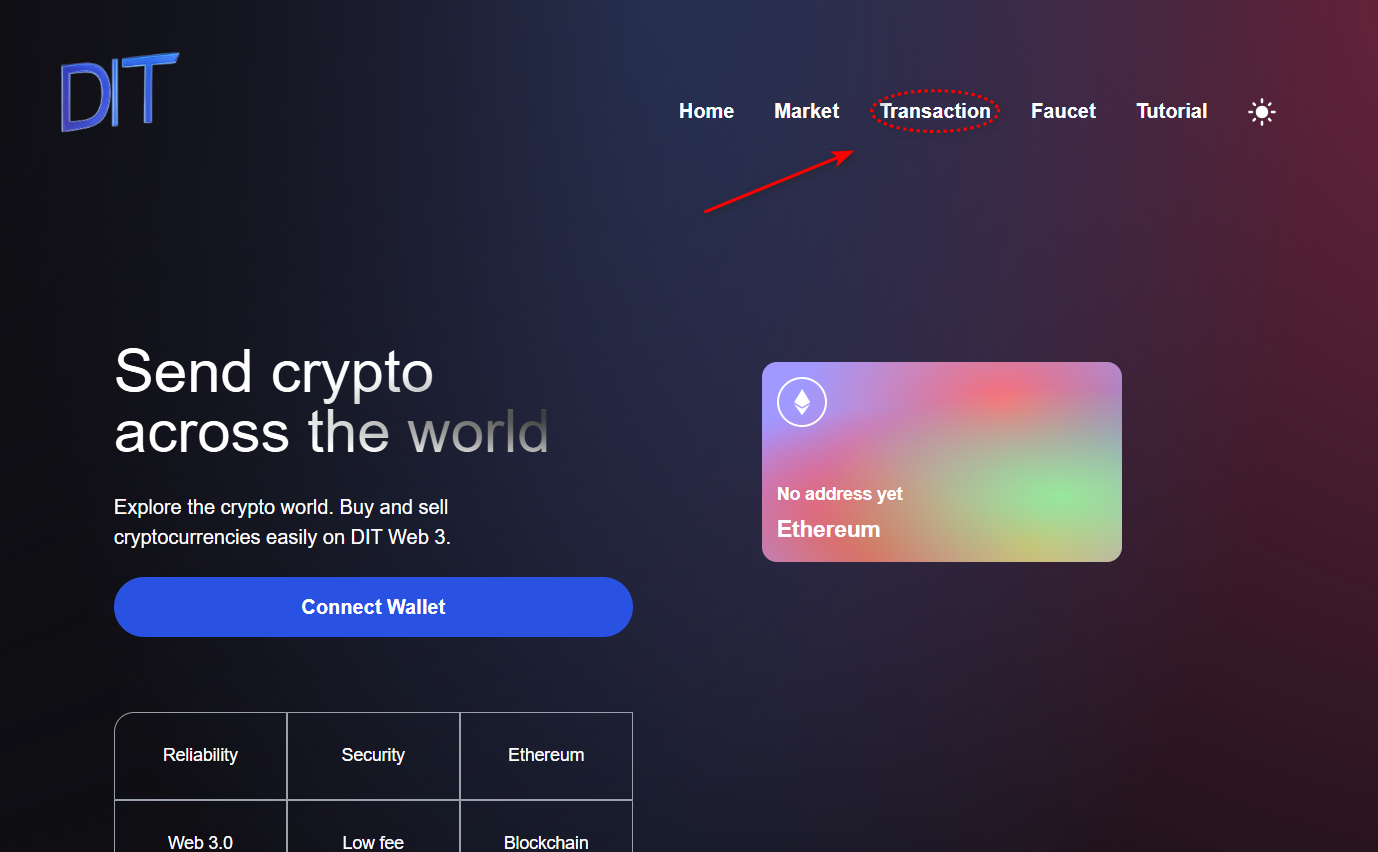 DIT
Home Market Transaction Faucet Tutorial
Send crypto
across the world
Explore the crypto world. Buy and sell
cryptocurrencies easily on DIT Web 3.
Connect Wallet
No address yet
Ethereum
Reliability Security Ethereum
Web 3.0 Low fee Blockchain